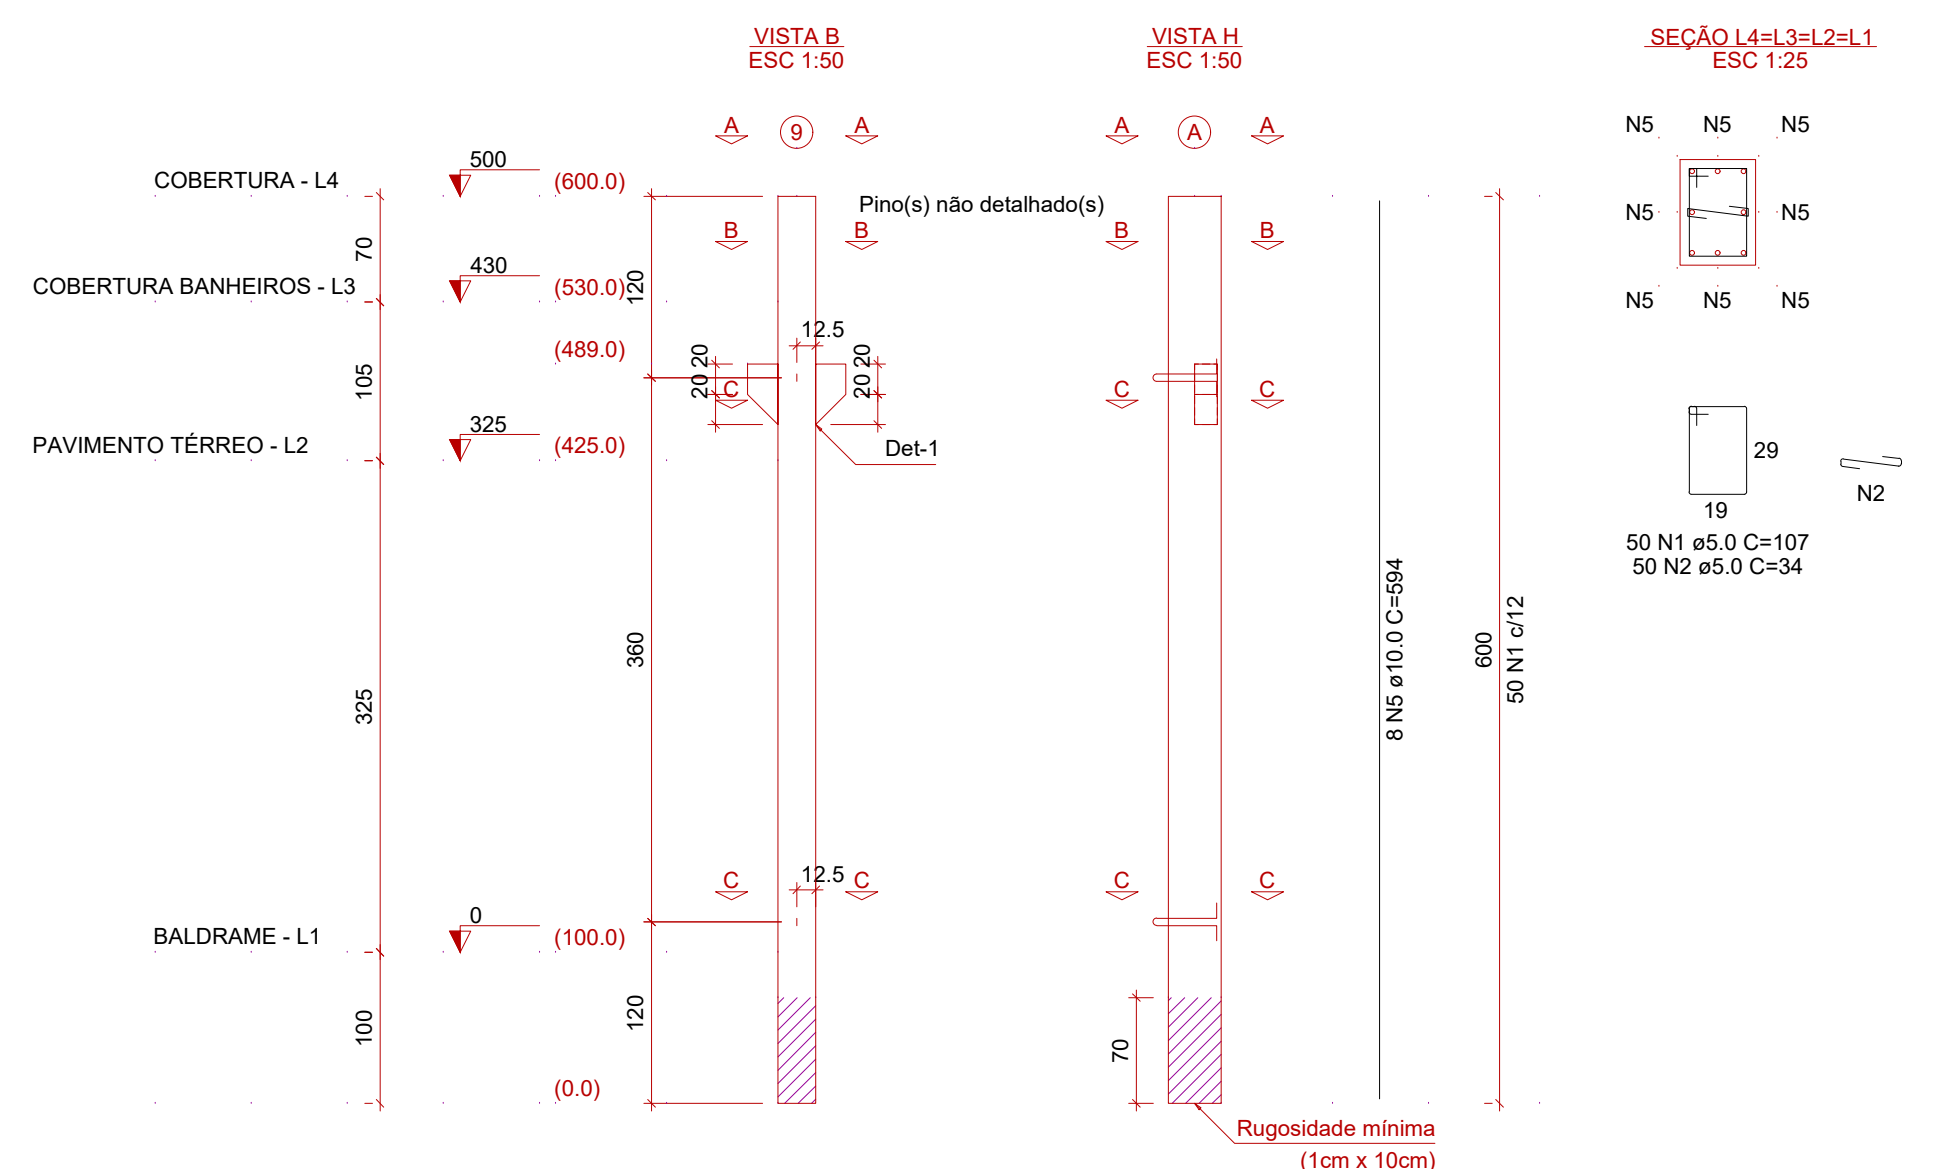 VISTA B
ESC 1:50
VISTA H
ESC 1:50
SEÇÃO L4=L3=L2=L1
ESC 1:25
A
9
A
A
A
A
N5
N5
N5
COBERTURA - L4
500
(600.0)
Pino(s) não detalhado(s)
B
B
B
B
N5
N5
70
COBERTURA BANHEIROS - L3
430
(530.0)
120
N5
N5
N5
12.5
(489.0)
20
20
20
20
105
C
C
C
PAVIMENTO TÉRREO - L2
325
(425.0)
Det-1
29
19
N2
50 N1 ø5.0 C=107
50 N2 ø5.0 C=34
325
360
8 N5 ø10.0 C=594
600
50 N1 c/12
12.5
C
C
C
C
BALDRAME - L1
0
(100.0)
100
120
70
(0.0)
Rugosidade mínima
(1cm x 10cm)